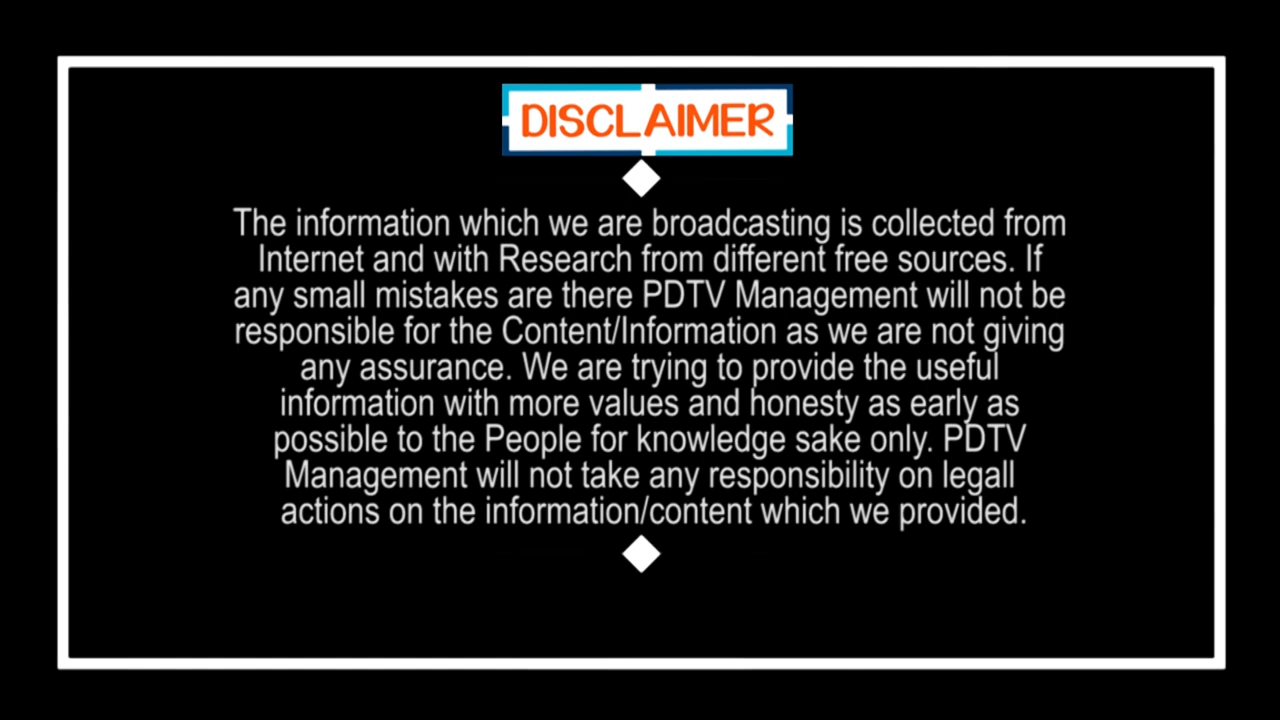 DISCLAIMER
The information which we are broadcasting is collected from
Internet and with Research from different free sources. If
any small mistakes are there PDTV Management will not be
responsible for the Content/Information as we are not giving
any assurance. We are trying to provide the useful
information with more values and honesty as early as
possible to the People for knowledge sake only. PDTV
Management will not take any responsibility on legall
actions on the information/content which we provided.